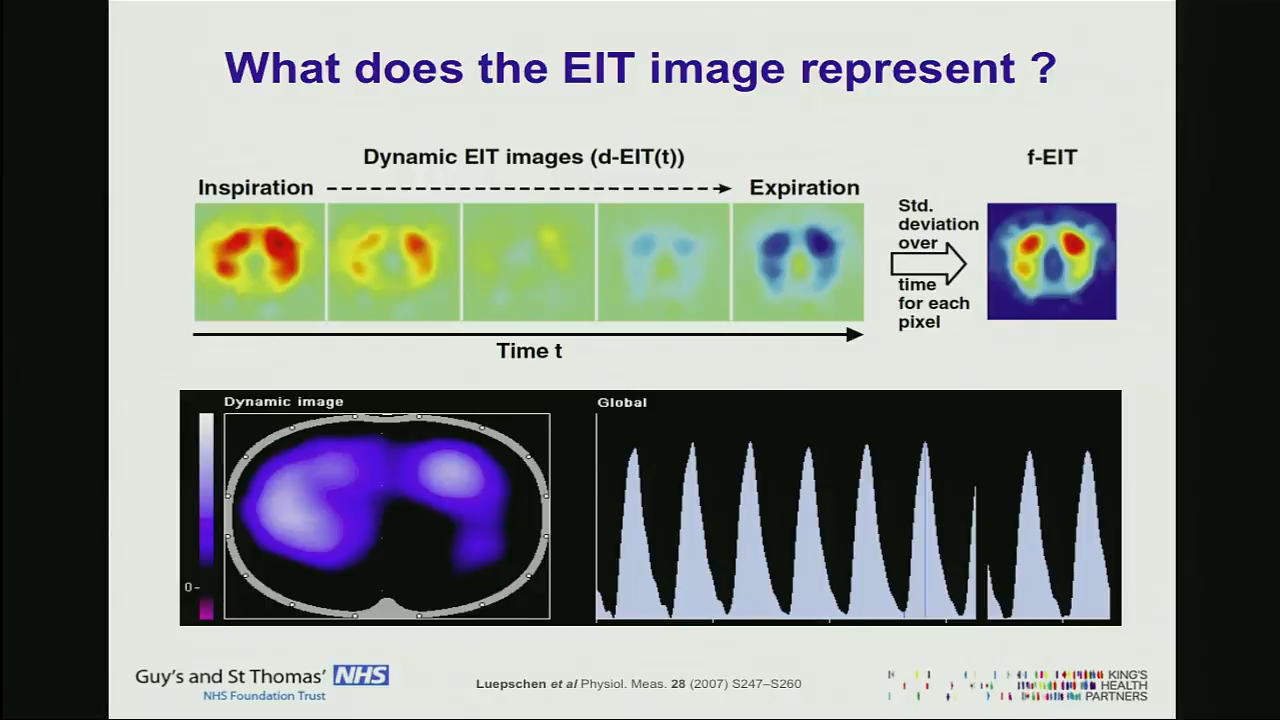 What does the EIT image represent ?
Dynamic EIT images (d-EIT(t))
f-EIT
Inspiration
Expiration
Std.
deviation
over
time
for each
pixel
Time t
Dynamic image
Global
0-
Guy's and St Thomas' NHS
NHS Foundation Trust
Luepschen et al Physiol. Meas. 28 (2007) S247–S260
KING'S
HEALTH
PARTNERS